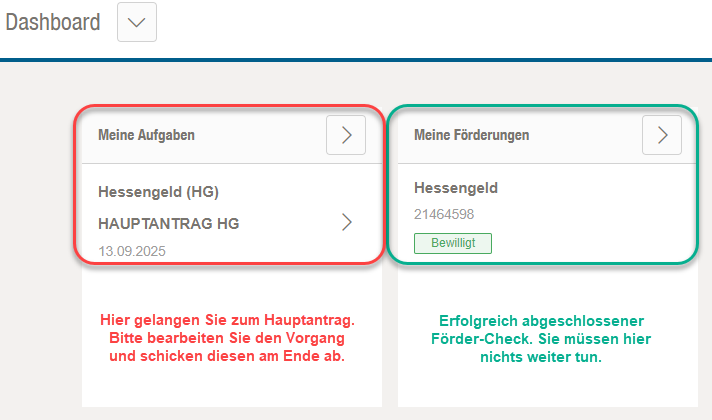 Dashboard
Meine Aufgaben
Hessengeld (HG)
HAUPTANTRAG HG
13.09.2025
Hier gelangen Sie zum Hauptantrag.
Bitte bearbeiten Sie den Vorgang
und schicken diesen am Ende ab.
Meine Förderungen
Hessengeld
21464598
Bewilligt
Erfolgreich abgeschlossener
Förder-Check. Sie müssen hier
nichts weiter tun.